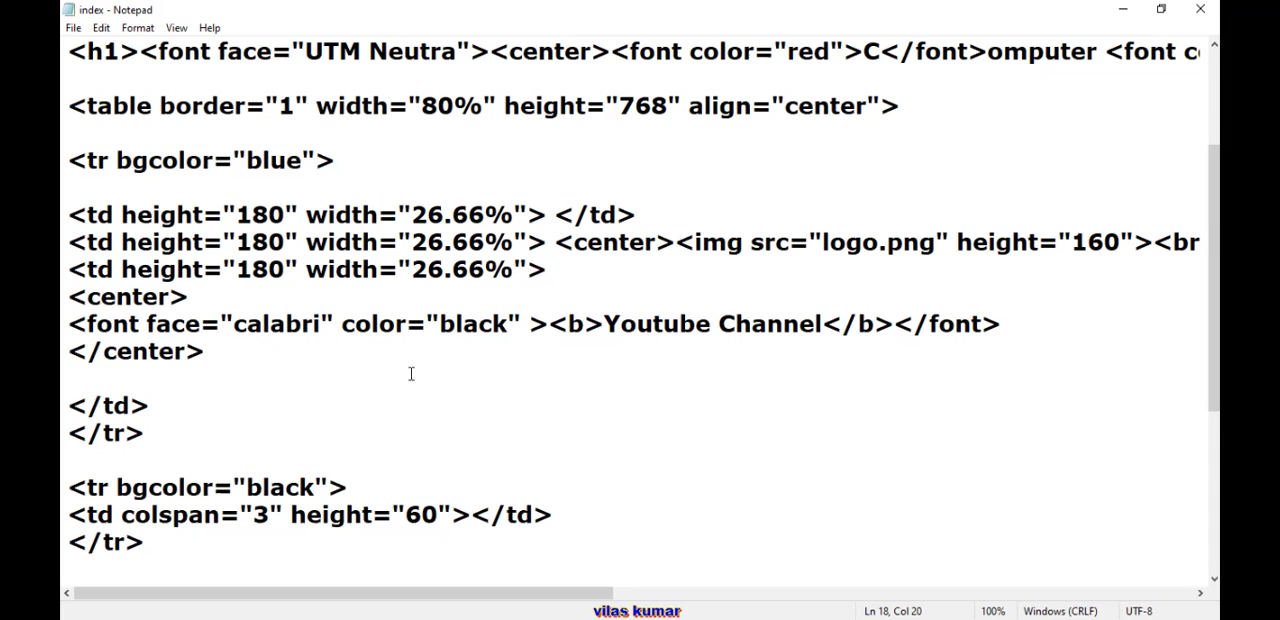 index - Notepad
File Edit Format View Help
<h1><font face="UTM Neutra"><center><font color="red">C</font>omputer <font c
<table border="1" width="80%" height="768" align="center">
<tr bgcolor="blue">
<td height="180" width="26.66%"> </td>
<td height="180" width="26.66%"> <center><img src="logo.png" height="160"><br
<td height="180" width="26.66%">
<center>
<font face="calabri" color="black" ><b>Youtube Channel</b></font>
</center>
</td>
</tr>
<tr bgcolor="black">
<td colspan="3" height="60"></td>
</tr>
vilas kumar
Ln 18, Col 20 100% Windows (CRLF) UTF-8